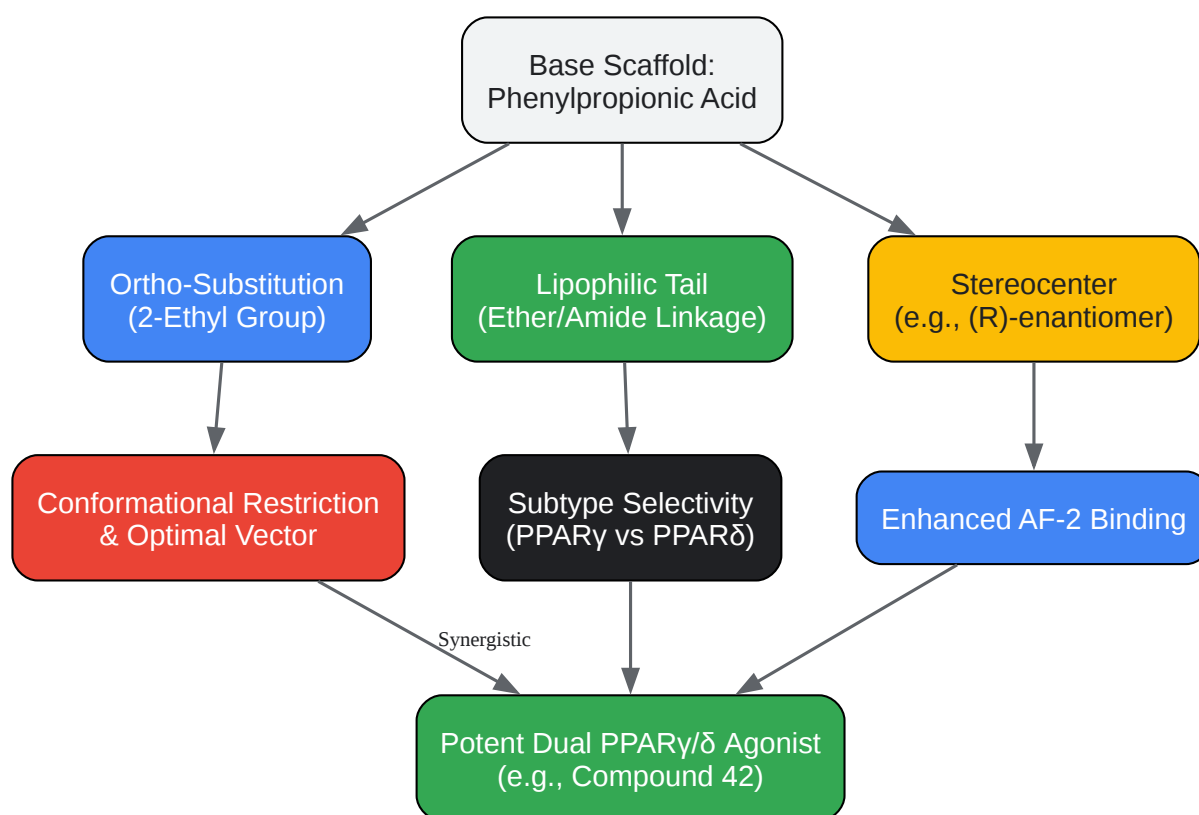 Base Scaffold:
Phenylpropionic Acid
Ortho-Substitution
(2-Ethyl Group)
Lipophilic Tail
(Ether/Amide Linkage)
Stereocenter
(e.g., (R)-enantiomer)
Conformational Restriction
& Optimal Vector
Subtype Selectivity
(PPARγ vs PPARδ)
Enhanced AF-2 Binding
Synergistic
Potent Dual PPARγ/δ Agonist
(e.g., Compound 42)